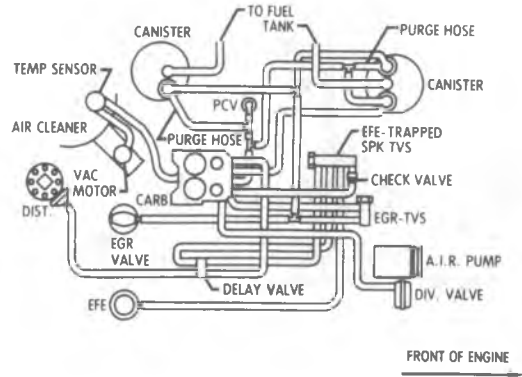 TO FUEL
TANK
CANISTER
PURGE HOSE
TEMP SENSOR
PCV
CANISTER
AIR CLEANER
PURGE HOSE
EFE-TRAPPED
SPK TVS
VAC
MOTOR
CARB
CHECK VALVE
DIST.
EGR-TVS
EGR
VALVE
A.I.R. PUMP
DELAY VALVE
DIV. VALVE
EFE
FRONT OF ENGINE